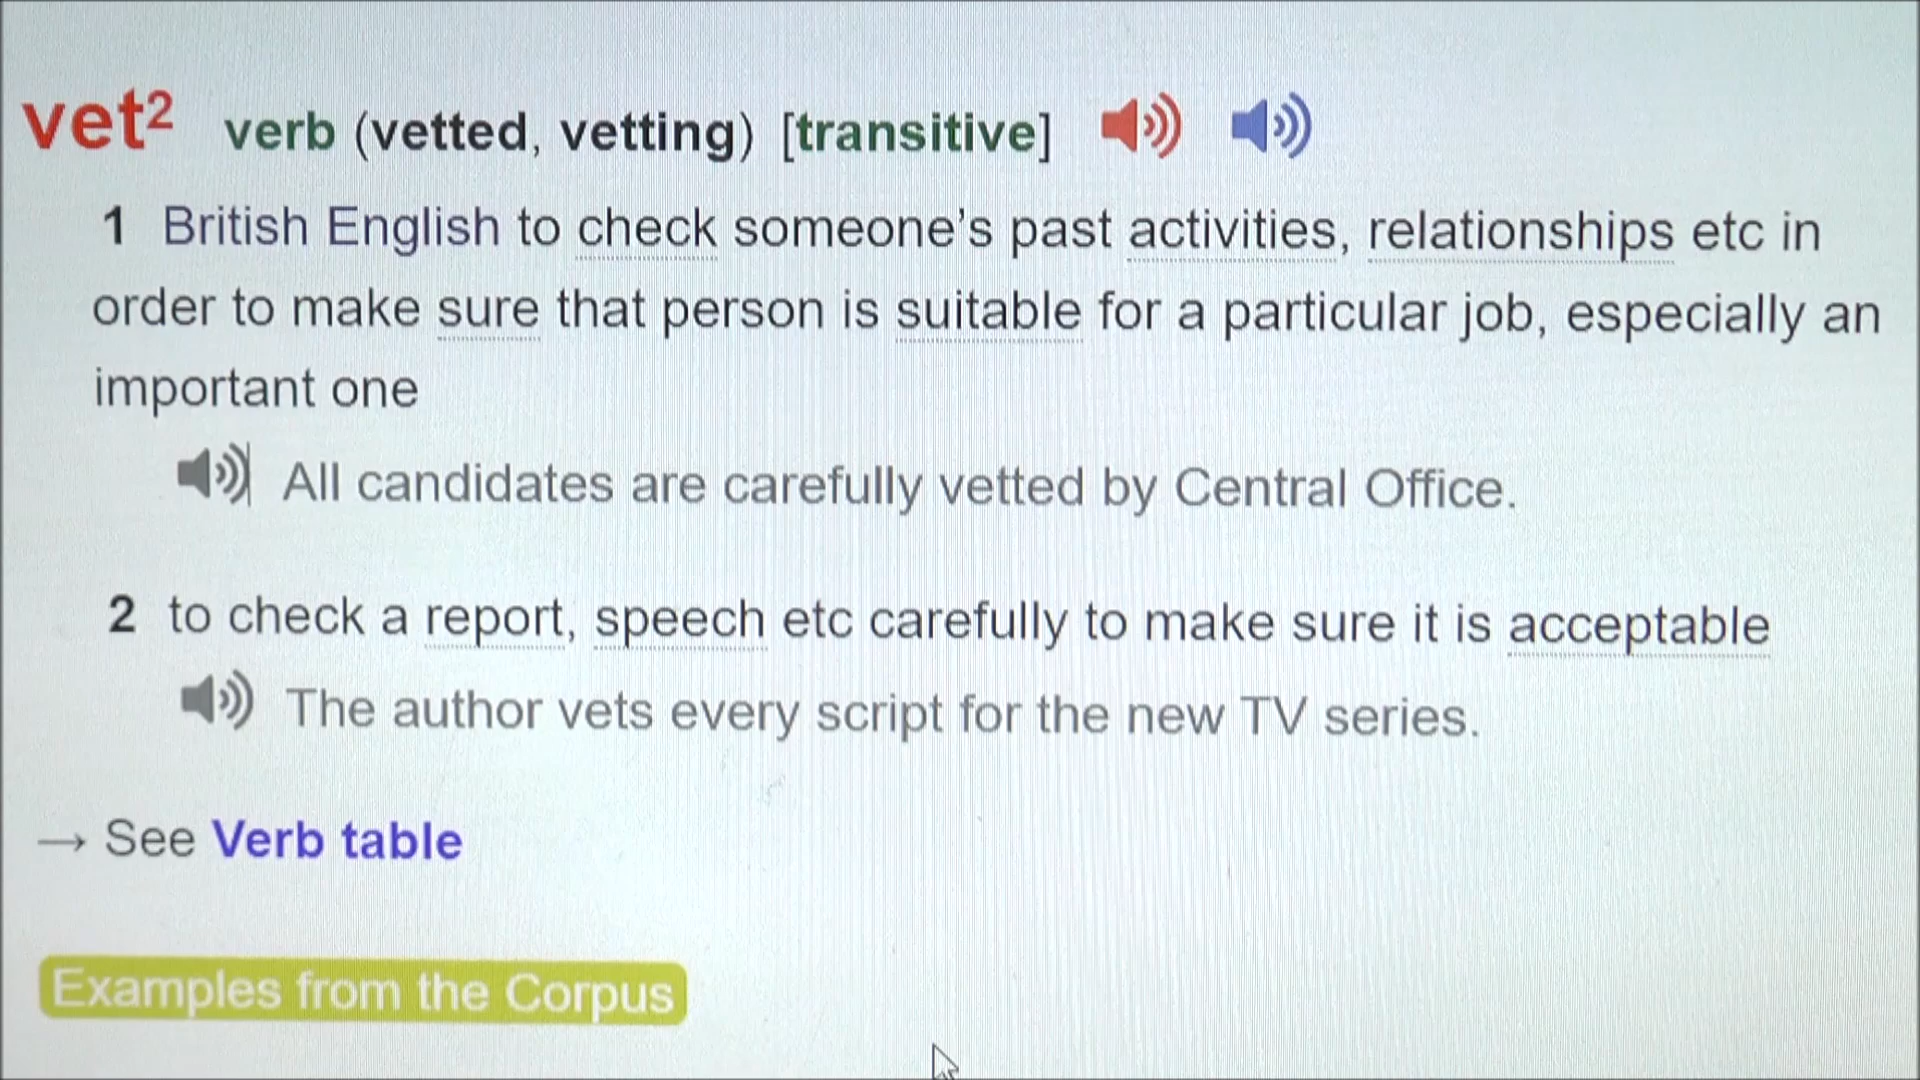 vet² verb (vetted, vetting) [transitive]
1 British English to check someone's past activities, relationships etc in
order to make sure that person is suitable for a particular job, especially an
important one
All candidates are carefully vetted by Central Office.
2 to check a report, speech etc carefully to make sure it is acceptable
The author vets every script for the new TV series.
→ See Verb table
Examples from the Corpus